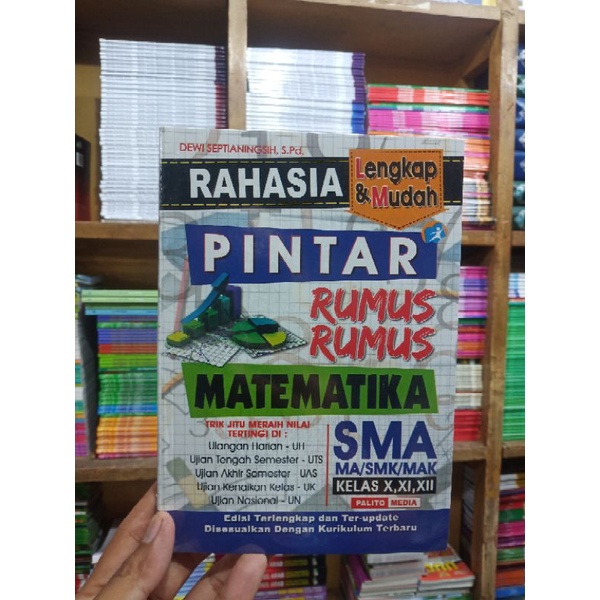 DEWI SEPTIANINGSIH, S.Pd,
RAHASIA
Lengkap
& Mudah
PINTAR
RUMUS
RUMUS
MATEMATIKA
TRIK JITU MERAIH NILAI
TERTINGI DI :
Ulangan Harian - UH
Ujian Tengah Semester - UTS
Ujian Akhir Semester - UAS
Ujian Kenaikan Kelas - UK
Ujian Nasional - UN
SMA
MA/SMK/MAK
KELAS X,XI,XII
PALITO MEDIA
Edisi Terlengkap dan Ter-update
Disesuaikan Dengan Kurikulum Terbaru